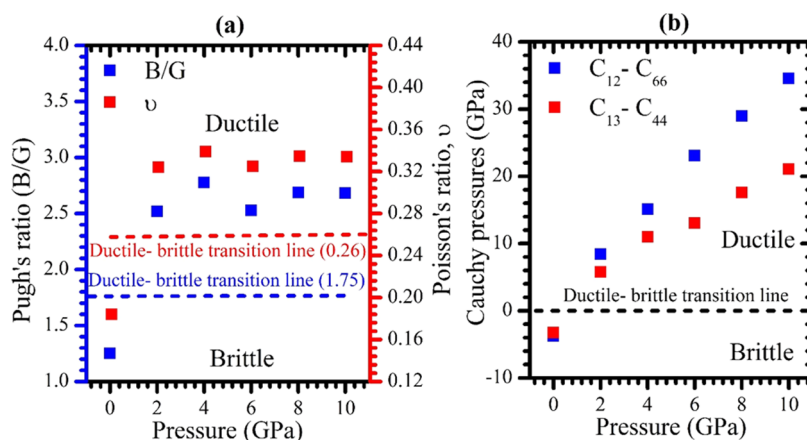 (a)
4.0
3.5
3.0
2.5
2.0
1.5
1.0
Pugh's ratio (B/G)
B/G
υ
Ductile
Ductile- brittle transition line (0.26)
Ductile- brittle transition line (1.75)
Brittle
0 2 4 6 8 10
Pressure (GPa)
0.44
0.40
0.36
0.32
0.28
0.24
0.20
0.16
0.12
Poisson's ratio, υ
(b)
40
30
20
10
0
-10
Cauchy pressures (GPa)
C₁₂- C₆₆
C₁₃- C₄₄
Ductile
Ductile- brittle transition line
Brittle
0 2 4 6 8 10
Pressure (GPa)